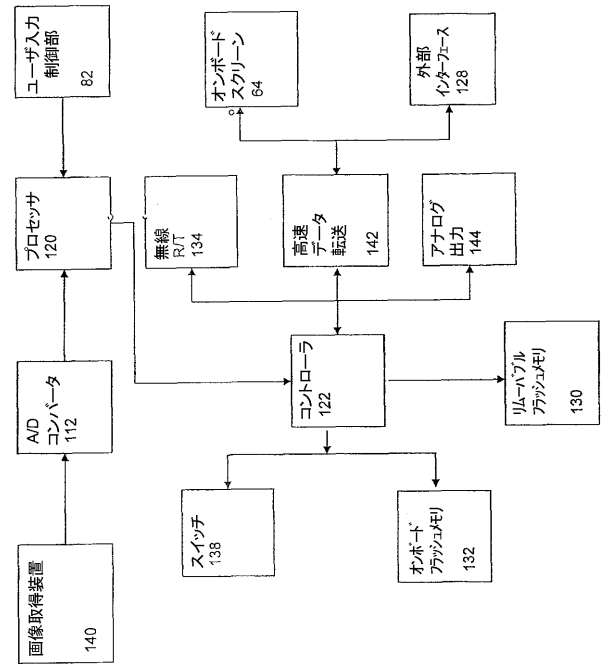 画像取得装置
140
A/D
コンバータ
112
プロセッサ
120
ユーザ入力
制御部
82
スイッチ
138
オンボード
フラッシュメモリ
132
コントローラ
122
リムーバブル
フラッシュメモリ
130
無線
R/T
134
高速
データ
転送
142
アナログ
出力
144
オンボード
スクリーン
64
外部
インターフェース
128